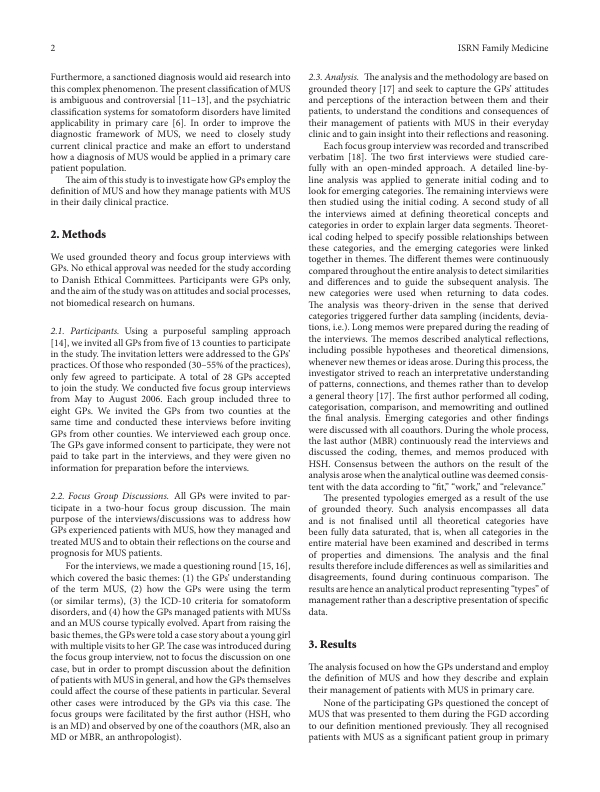 2
ISRN Family Medicine
Furthermore, a sanctioned diagnosis would aid research into
this complex phenomenon. The present classification of MUS
is ambiguous and controversial [11–13], and the psychiatric
classification systems for somatoform disorders have limited
applicability in primary care [6]. In order to improve the
diagnostic framework of MUS, we need to closely study
current clinical practice and make an effort to understand
how a diagnosis of MUS would be applied in a primary care
patient population.
The aim of this study is to investigate how GPs employ the
definition of MUS and how they manage patients with MUS
in their daily clinical practice.
2. Methods
We used grounded theory and focus group interviews with
GPs. No ethical approval was needed for the study according
to Danish Ethical Committees. Participants were GPs only,
and the aim of the study was on attitudes and social processes,
not biomedical research on humans.
2.1. Participants. Using a purposeful sampling approach
[14], we invited all GPs from five of 13 counties to participate
in the study. The invitation letters were addressed to the GPs'
practices. Of those who responded (30–55% of the practices),
only few agreed to participate. A total of 28 GPs accepted
to join the study. We conducted five focus group interviews
from May to August 2006. Each group included three to
eight GPs. We invited the GPs from two counties at the
same time and conducted these interviews before inviting
GPs from other counties. We interviewed each group once.
The GPs gave informed consent to participate, they were not
paid to take part in the interviews, and they were given no
information for preparation before the interviews.
2.2. Focus Group Discussions. All GPs were invited to par-
ticipate in a two-hour focus group discussion. The main
purpose of the interviews/discussions was to address how
GPs experienced patients with MUS, how they managed and
treated MUS and to obtain their reflections on the course and
prognosis for MUS patients.
For the interviews, we made a questioning round [15, 16],
which covered the basic themes: (1) the GPs' understanding
of the term MUS, (2) how the GPs were using the term
(or similar terms), (3) the ICD-10 criteria for somatoform
disorders, and (4) how the GPs managed patients with MUSs
and an MUS course typically evolved. Apart from raising the
basic themes, the GPs were told a case story about a young girl
with multiple visits to her GP. The case was introduced during
the focus group interview, not to focus the discussion on one
case, but in order to prompt discussion about the definition
of patients with MUS in general, and how the GPs themselves
could affect the course of these patients in particular. Several
other cases were introduced by the GPs via this case. The
focus groups were facilitated by the first author (HSH, who
is an MD) and observed by one of the coauthors (MR, also an
MD or MBR, an anthropologist).
2.3. Analysis. The analysis and the methodology are based on
grounded theory [17] and seek to capture the GPs' attitudes
and perceptions of the interaction between them and their
patients, to understand the conditions and consequences of
their management of patients with MUS in their everyday
clinic and to gain insight into their reflections and reasoning.
Each focus group interview was recorded and transcribed
verbatim [18]. The two first interviews were studied care-
fully with an open-minded approach. A detailed line-by-
line analysis was applied to generate initial coding and to
look for emerging categories. The remaining interviews were
then studied using the initial coding. A second study of all
the interviews aimed at defining theoretical concepts and
categories in order to explain larger data segments. Theoret-
ical coding helped to specify possible relationships between
these categories, and the emerging categories were linked
together in themes. The different themes were continuously
compared throughout the entire analysis to detect similarities
and differences and to guide the subsequent analysis. The
new categories were used when returning to data codes.
The analysis was theory-driven in the sense that derived
categories triggered further data sampling (incidents, devia-
tions, i.e.). Long memos were prepared during the reading of
the interviews. The memos described analytical reflections,
including possible hypotheses and theoretical dimensions,
whenever new themes or ideas arose. During this process, the
investigator strived to reach an interpretative understanding
of patterns, connections, and themes rather than to develop
a general theory [17]. The first author performed all coding,
categorisation, comparison, and memowriting and outlined
the final analysis. Emerging categories and other findings
were discussed with all coauthors. During the whole process,
the last author (MBR) continuously read the interviews and
discussed the coding, themes, and memos produced with
HSH. Consensus between the authors on the result of the
analysis arose when the analytical outline was deemed consis-
tent with the data according to "fit," "work," and "relevance."
The presented typologies emerged as a result of the use
of grounded theory. Such analysis encompasses all data
and is not finalised until all theoretical categories have
been fully data saturated, that is, when all categories in the
entire material have been examined and described in terms
of properties and dimensions. The analysis and the final
results therefore include differences as well as similarities and
disagreements, found during continuous comparison. The
results are hence an analytical product representing "types" of
management rather than a descriptive presentation of specific
data.
3. Results
The analysis focused on how the GPs understand and employ
the definition of MUS and how they describe and explain
their management of patients with MUS in primary care.
None of the participating GPs questioned the concept of
MUS that was presented to them during the FGD according
to our definition mentioned previously. They all recognised
patients with MUS as a significant patient group in primary